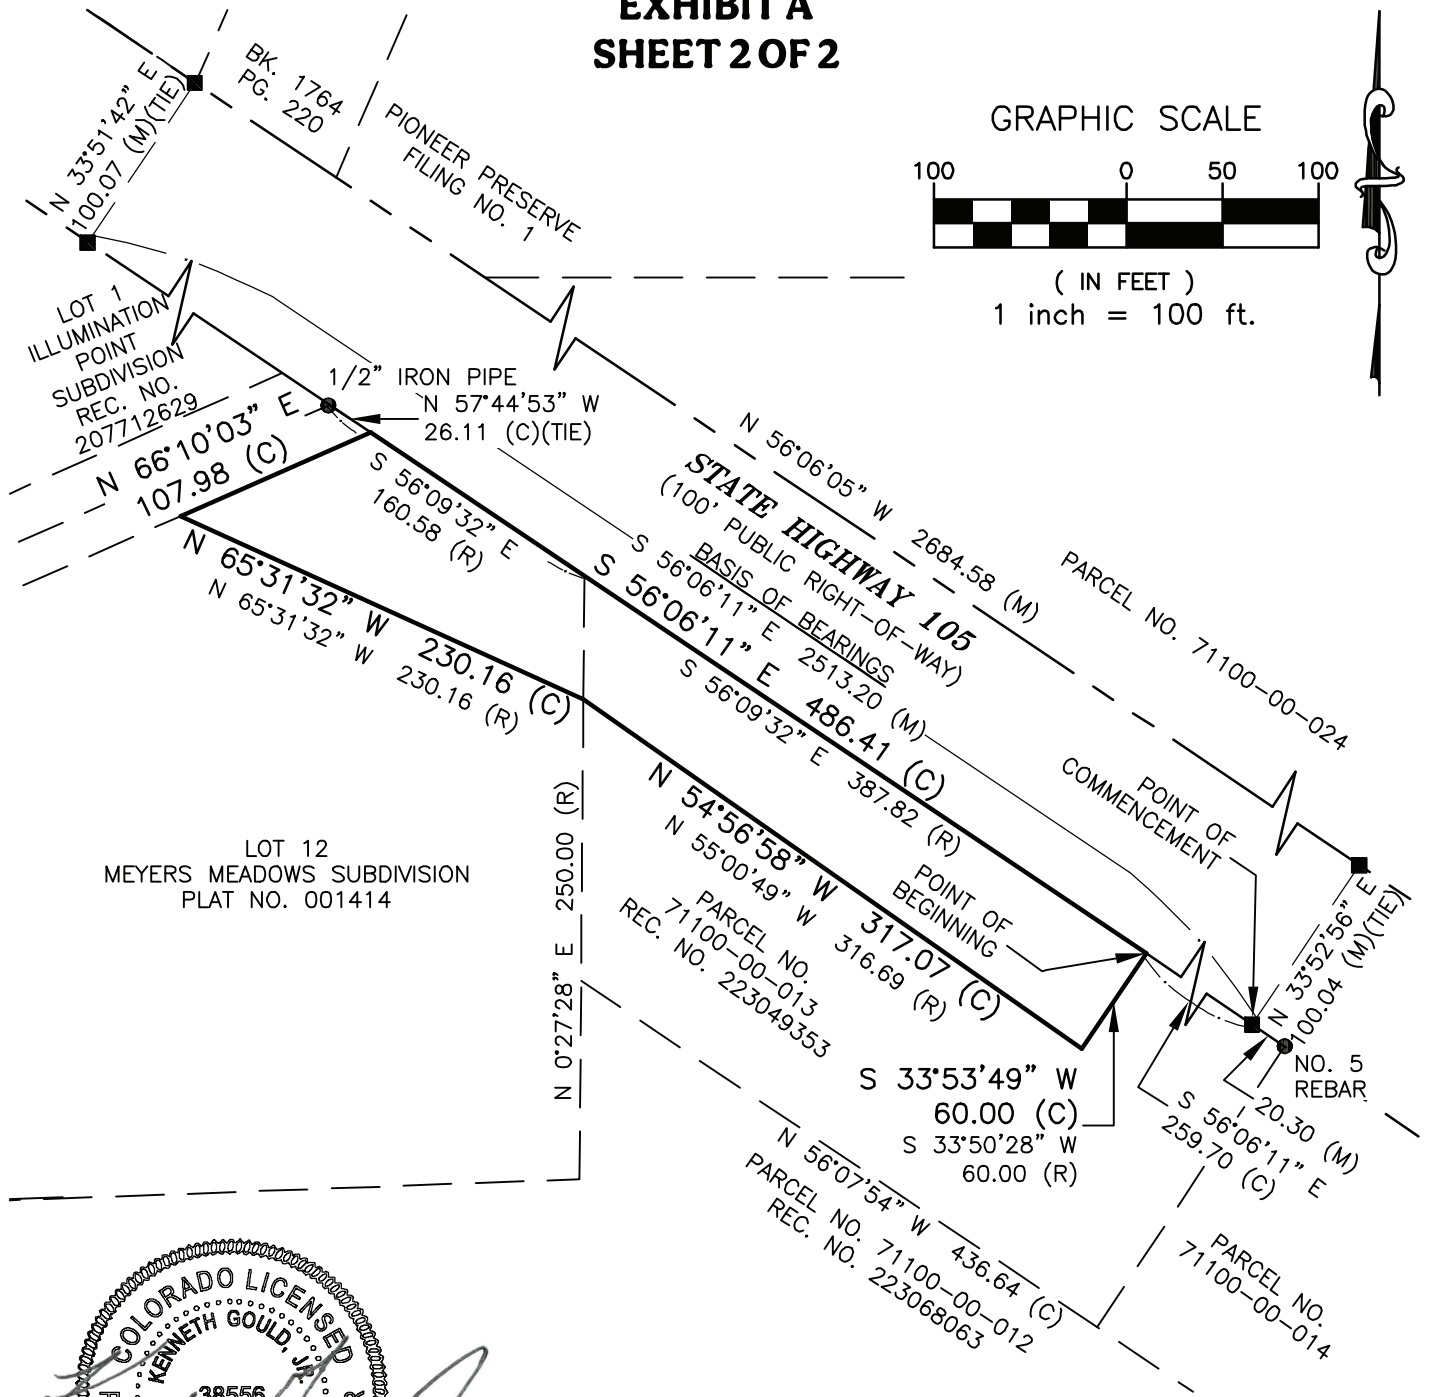 EXHIBIT A
SHEET 2 OF 2
GRAPHIC SCALE
100 0 50 100
( IN FEET )
1 inch = 100 ft.
N 33°51'42" E
100.07 (M)(TIE)
BK. 1764
PG. 220
PIONEER PRESERVE
FILING NO. 1
LOT 1
ILLUMINATION
POINT
SUBDIVISION
REC. NO.
207712629
1/2" IRON PIPE
N 57°44'53" W
26.11 (C)(TIE)
N 66°10'03" E
107.98 (C)
S 56°09'32" E
160.58 (R)
N 56°06'05" W 2684.58 (M)
STATE HIGHWAY 105
(100' PUBLIC RIGHT-OF-WAY)
BASIS OF BEARINGS
S 56°06'11" E 2513.20 (M)
S 56°06'11" E 486.41 (C)
S 56°09'32" E 387.82 (R)
N 65°31'32" W 230.16 (C)
N 65°31'32" W 230.16 (R)
PARCEL NO. 71100-00-024
POINT OF
COMMENCEMENT
N 54°56'58" W 317.07 (C)
N 55°00'49" W 316.69 (R)
POINT OF
BEGINNING
LOT 12
MEYERS MEADOWS SUBDIVISION
PLAT NO. 001414
N 0°27'28" E 250.00 (R)
PARCEL NO.
71100-00-013
REC. NO. 223049353
N 33°52'56" E
100.04 (M)(TIE)
NO. 5
REBAR
S 33°53'49" W
60.00 (C)
S 33°50'28" W
60.00 (R)
20.30 (M)
S 56°06'11" E
259.70 (C)
N 56°07'54" W 436.64 (C)
PARCEL NO. 71100-00-012
REC. NO. 223068063
PARCEL NO.
71100-00-014
COLORADO LICENSED
KENNETH GOULD, JR.
38556